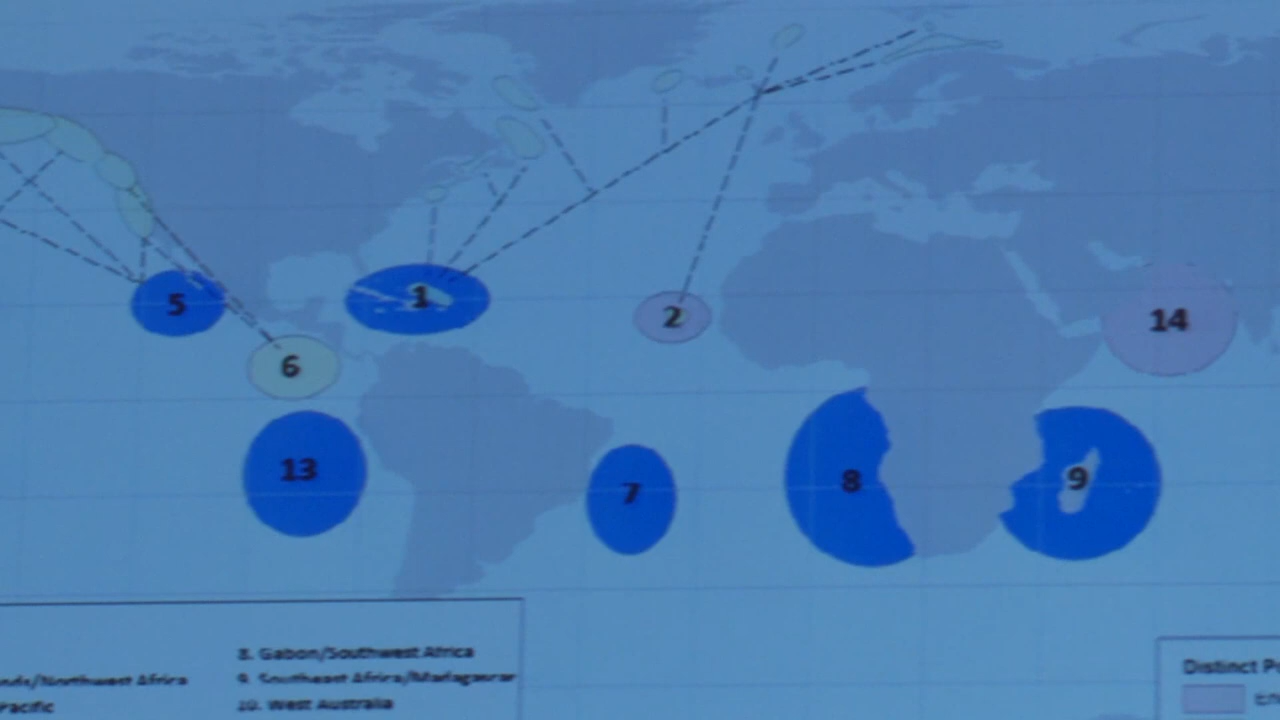 5
1
2
14
6
13
7
8
9
8. Gabon/Southwest Africa
9. Southeast Africa/Madagascar
/Northwest Africa
10. West Australia
Pacific
Distinct